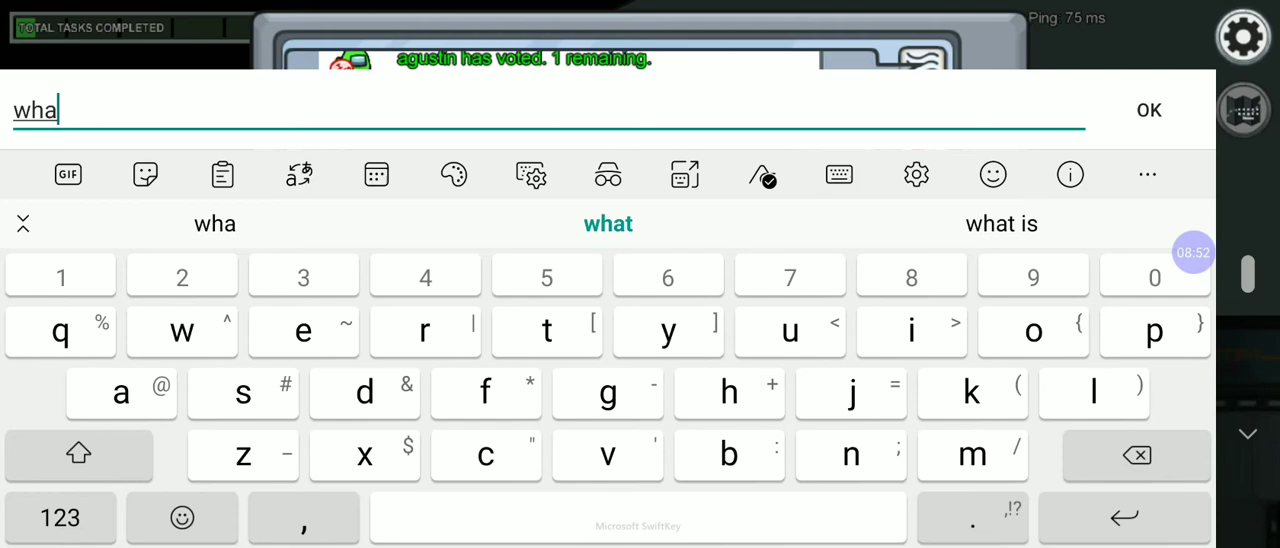 TOTAL TASKS COMPLETED
Ping: 75 ms
agustin has voted. 1 remaining.
wha
OK
GIF
wha what what is
08:52
1 2 3 4 5 6 7 8 9 0
q % w ^ e ~ r | t [ y ] u < i > o { p }
a @ s # d & f * g - h + j = k ( l )
z _ x $ c " v ' b : n ; m /
123 , Microsoft SwiftKey . ,!?